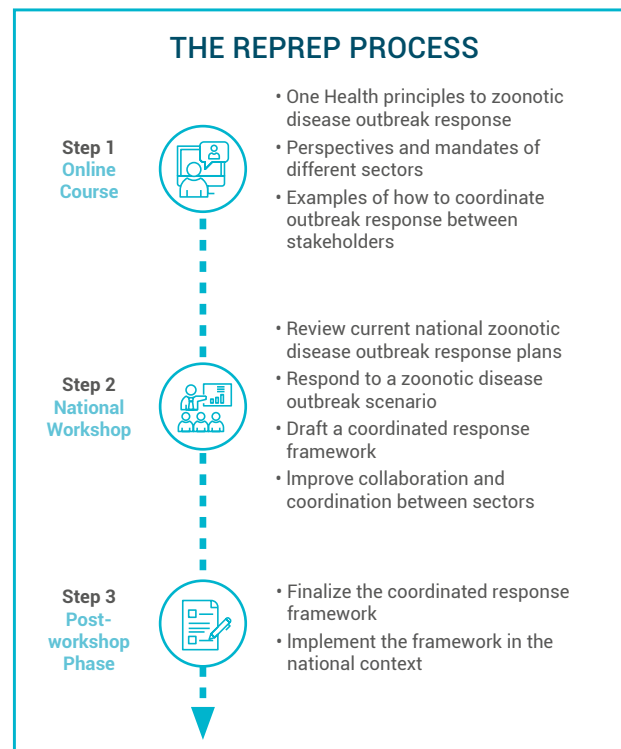 THE REPREP PROCESS
Step 1
Online
Course
• One Health principles to zoonotic
disease outbreak response
• Perspectives and mandates of
different sectors
• Examples of how to coordinate
outbreak response between
stakeholders
Step 2
National
Workshop
• Review current national zoonotic
disease outbreak response plans
• Respond to a zoonotic disease
outbreak scenario
• Draft a coordinated response
framework
• Improve collaboration and
coordination between sectors
Step 3
Post-
workshop
Phase
• Finalize the coordinated response
framework
• Implement the framework in the
national context